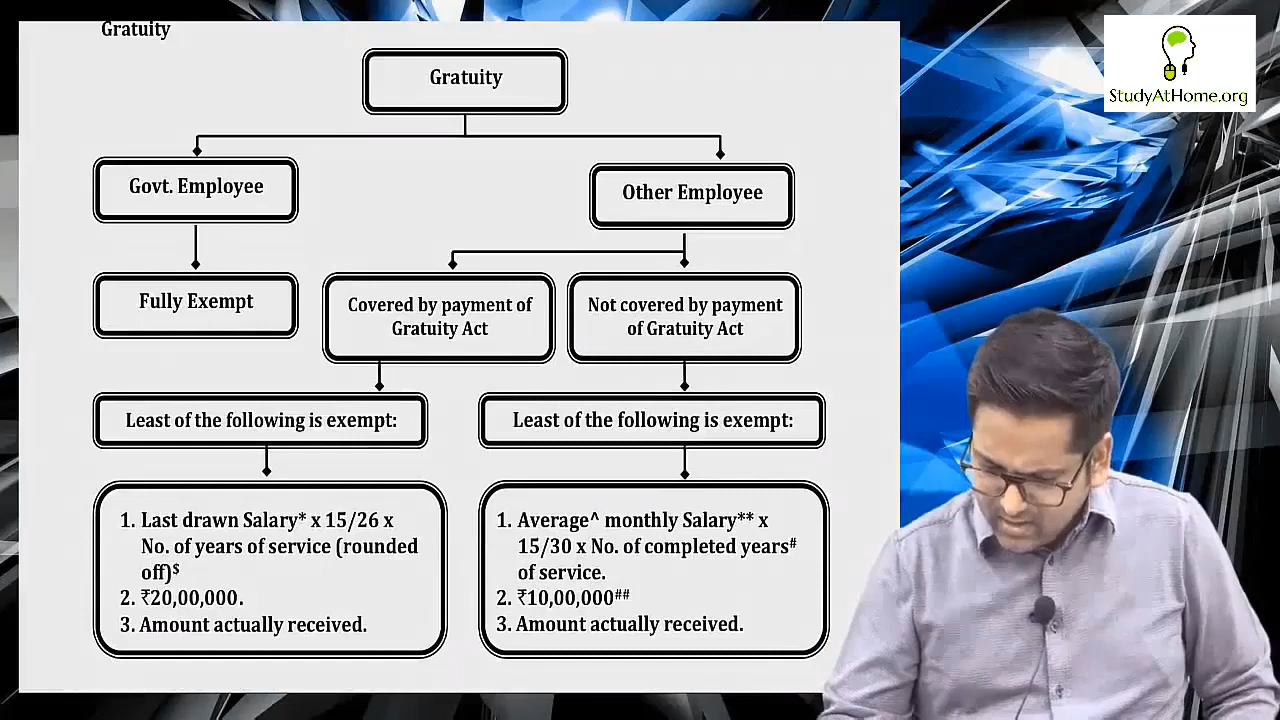 Gratuity
Gratuity
Govt. Employee
Other Employee
Fully Exempt
Covered by payment of
Gratuity Act
Not covered by payment
of Gratuity Act
Least of the following is exempt:
Least of the following is exempt:
1. Last drawn Salary* x 15/26 x
No. of years of service (rounded
off)$
2. ₹20,00,000.
3. Amount actually received.
1. Average^ monthly Salary** x
15/30 x No. of completed years#
of service.
2. ₹10,00,000##
3. Amount actually received.
StudyAtHome.org